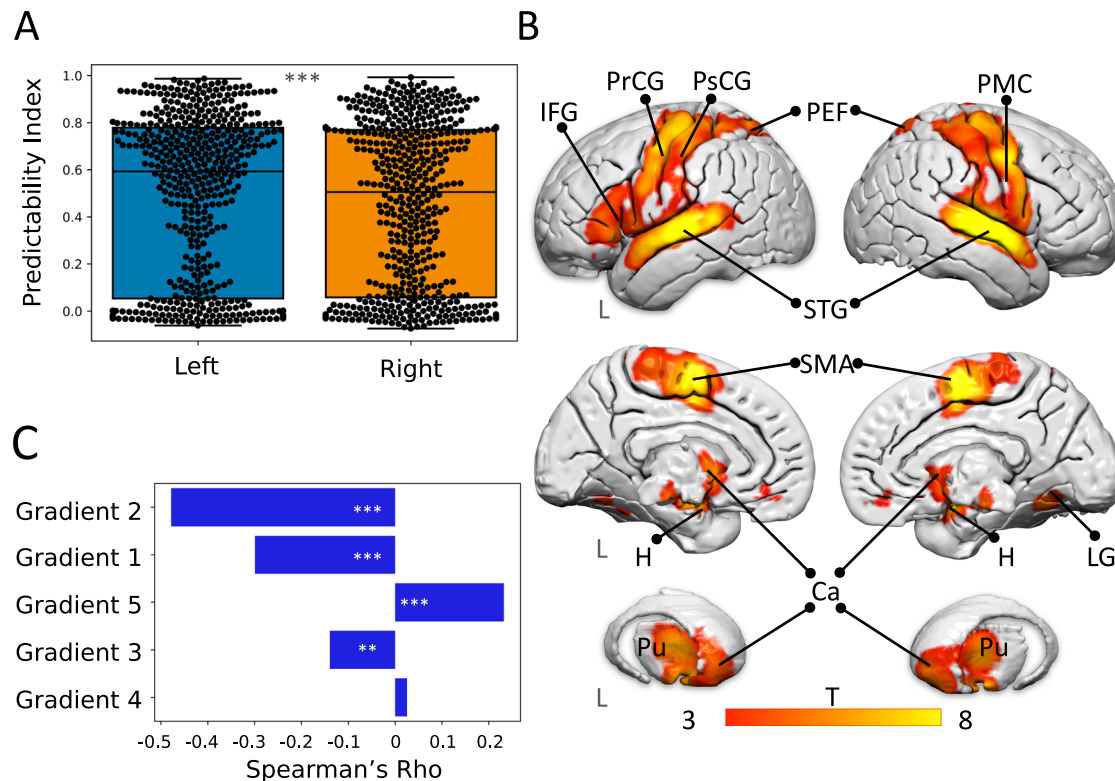 A
Predictability Index
***
1.0
0.8
0.6
0.4
0.2
0.0
Left
Right
B
PrCG
PsCG
PMC
IFG
PEF
L
STG
SMA
L
H
H
LG
Ca
Pu
Pu
L
T
3
8
C
Gradient 2
***
Gradient 1
***
Gradient 5
***
Gradient 3
**
Gradient 4
-0.5
-0.4
-0.3
-0.2
-0.1
0
0.1
0.2
Spearman’s Rho